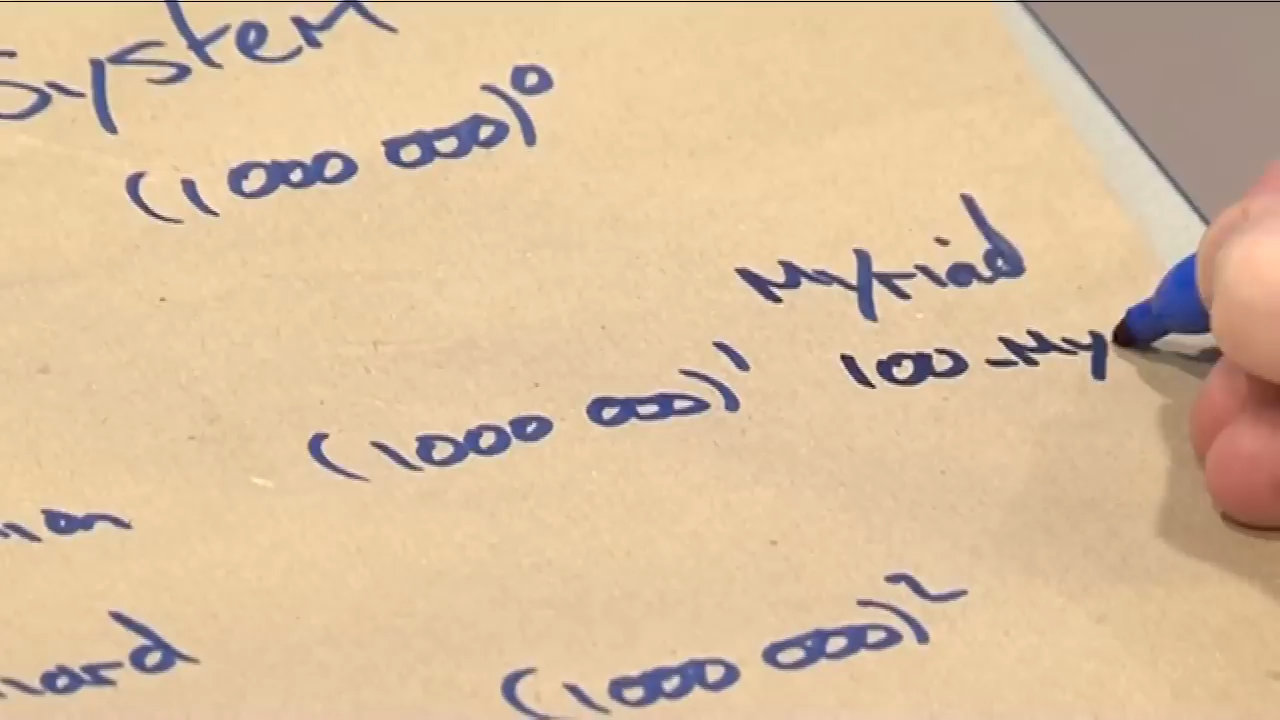 System
(1000 000)⁰
Myriad
100-My
(1000 000)¹
(1000 000)²